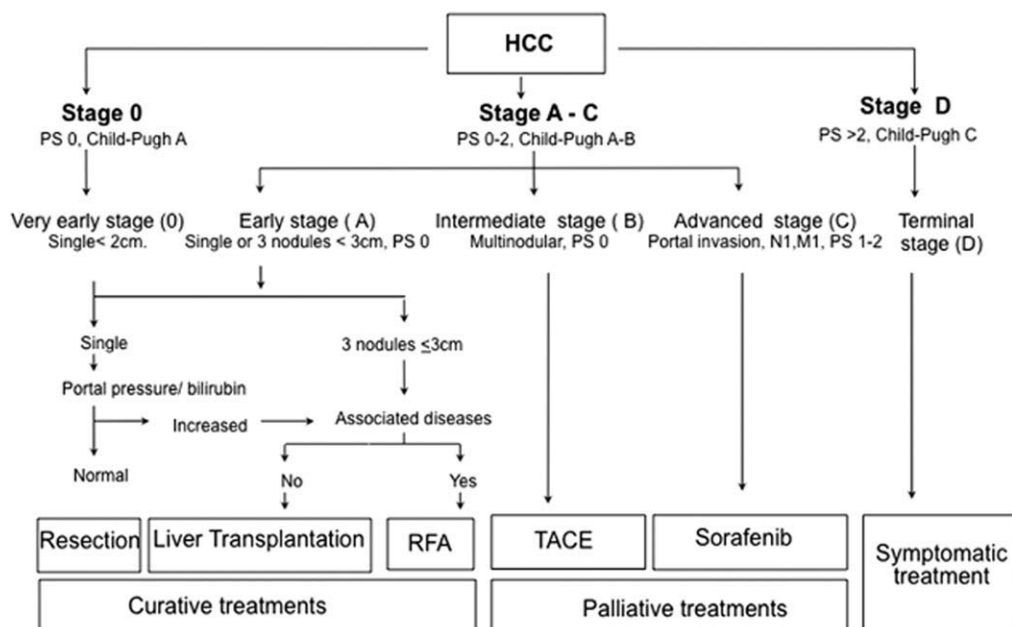 HCC
Stage 0
PS 0, Child-Pugh A
Stage A - C
PS 0-2, Child-Pugh A-B
Stage D
PS >2, Child-Pugh C
Very early stage (0)
Single< 2cm.
Early stage ( A)
Single or 3 nodules < 3cm, PS 0
Intermediate stage ( B)
Multinodular, PS 0
Advanced stage (C)
Portal invasion, N1,M1, PS 1-2
Terminal
stage (D)
Single
3 nodules ≤3cm
Portal pressure/ bilirubin
Increased
Associated diseases
Normal
No
Yes
Resection
Liver Transplantation
RFA
TACE
Sorafenib
Symptomatic
treatment
Curative treatments
Palliative treatments